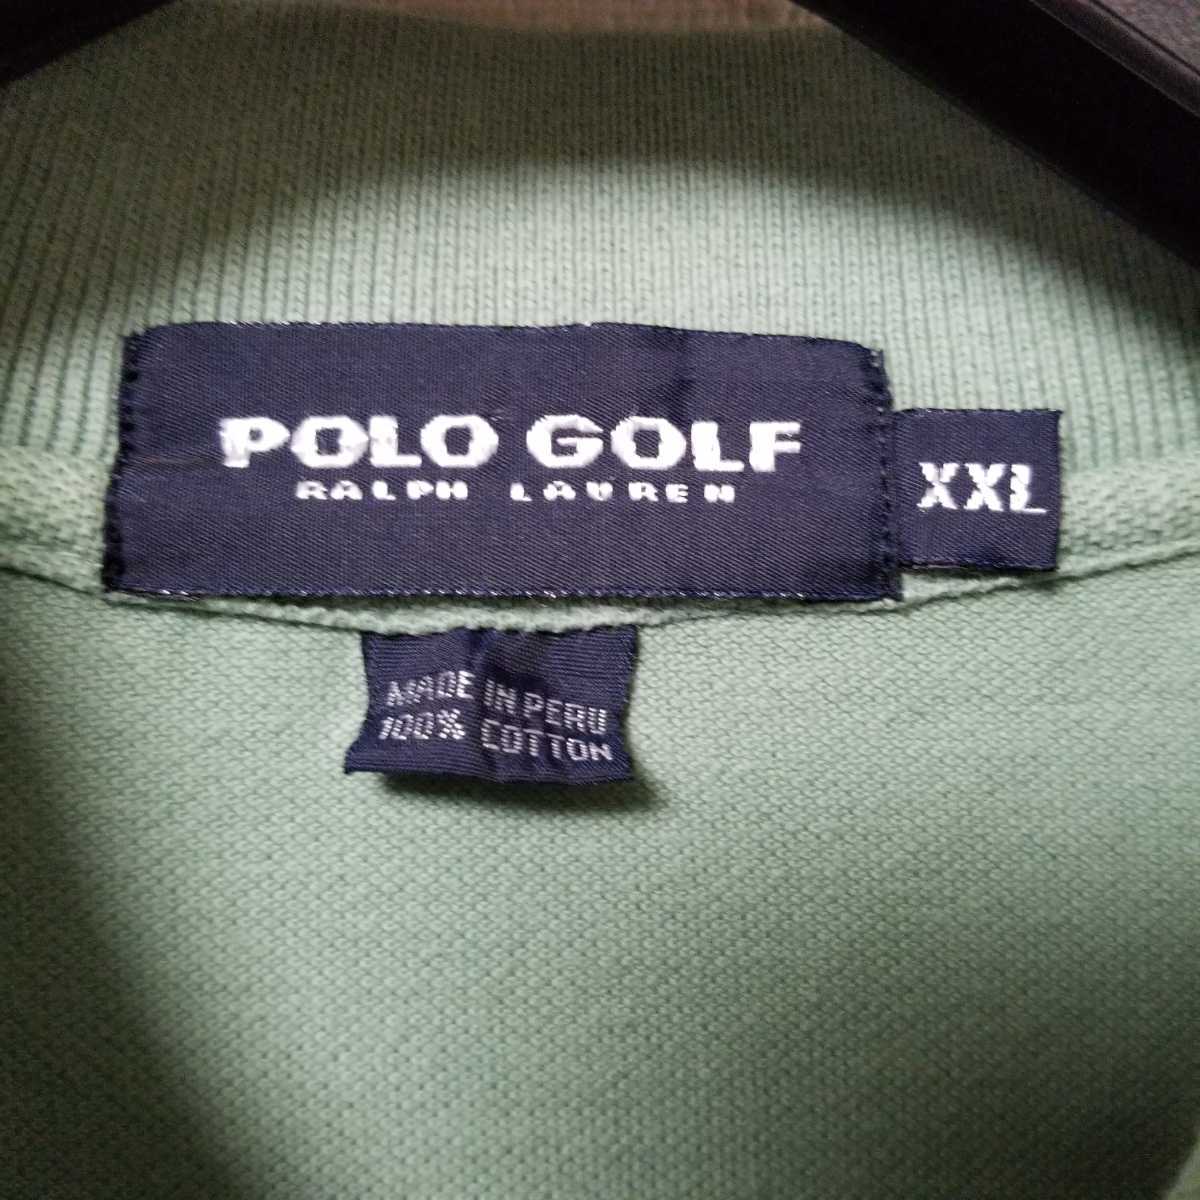 POLO GOLF
RALPH LAUREN
XXL
MADE IN PERU
100% COTTON